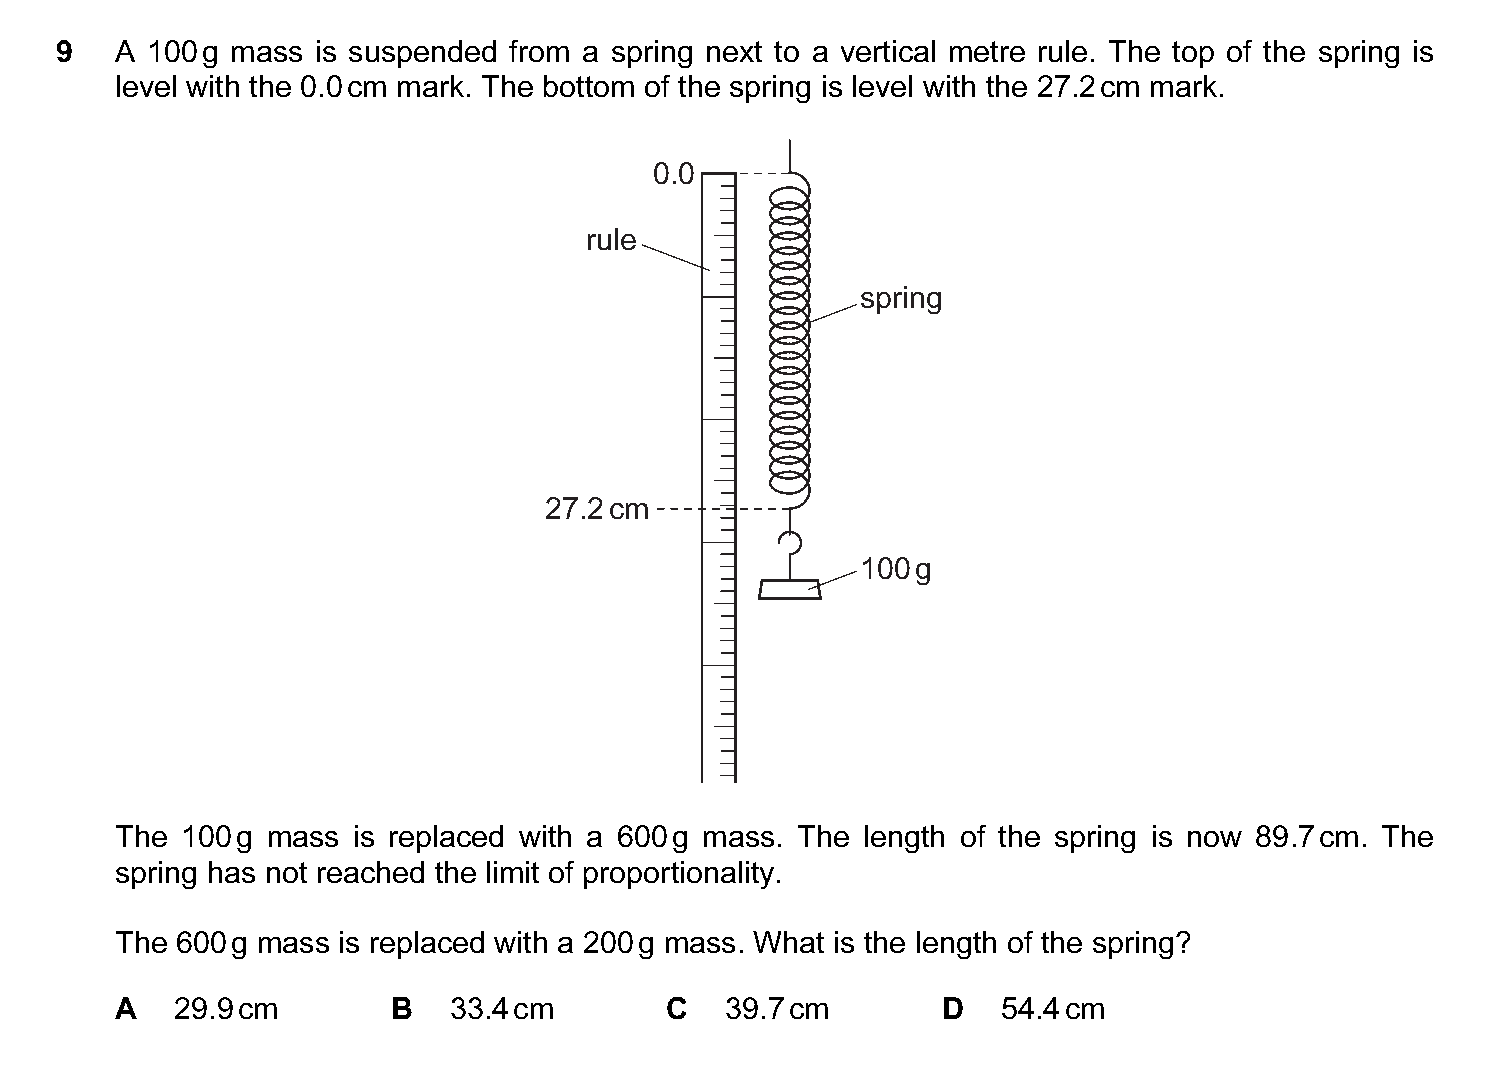 9 A 100 g mass is suspended from a spring next to a vertical metre rule. The top of the spring is
level with the 0.0 cm mark. The bottom of the spring is level with the 27.2 cm mark.
0.0
rule
spring
27.2 cm
100 g
The 100 g mass is replaced with a 600 g mass. The length of the spring is now 89.7 cm. The
spring has not reached the limit of proportionality.
The 600 g mass is replaced with a 200 g mass. What is the length of the spring?
A 29.9 cm B 33.4 cm C 39.7 cm D 54.4 cm